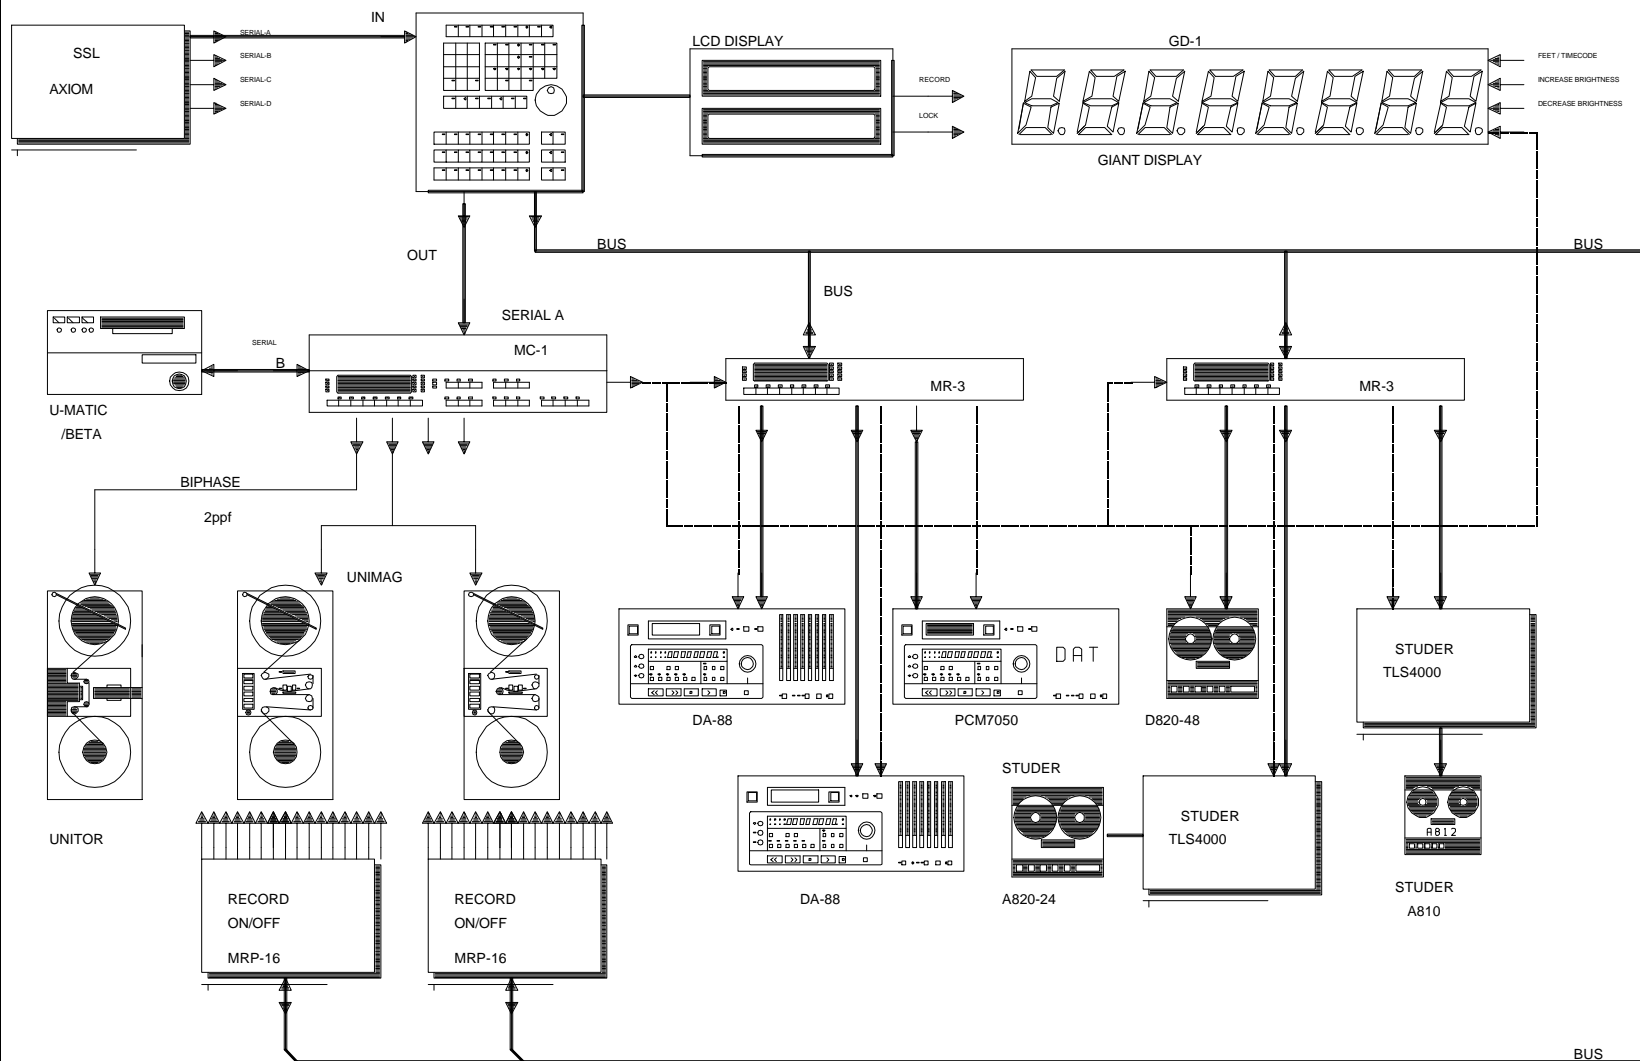 IN
SSL
AXIOM
SERIAL-A
SERIAL-B
SERIAL-C
SERIAL-D
LCD DISPLAY
RECORD
LOCK
GD-1
GIANT DISPLAY
FEET / TIMECODE
INCREASE BRIGHTNESS
DECREASE BRIGHTNESS
OUT
BUS
BUS
BUS
SERIAL A
SERIAL
B
MC-1
MR-3
MR-3
U-MATIC
/BETA
BIPHASE
2ppf
UNIMAG
DAT
DA-88
PCM7050
D820-48
STUDER
TLS4000
UNITOR
DA-88
STUDER
A820-24
STUDER
TLS4000
A812
STUDER
A810
RECORD
ON/OFF
MRP-16
RECORD
ON/OFF
MRP-16
BUS